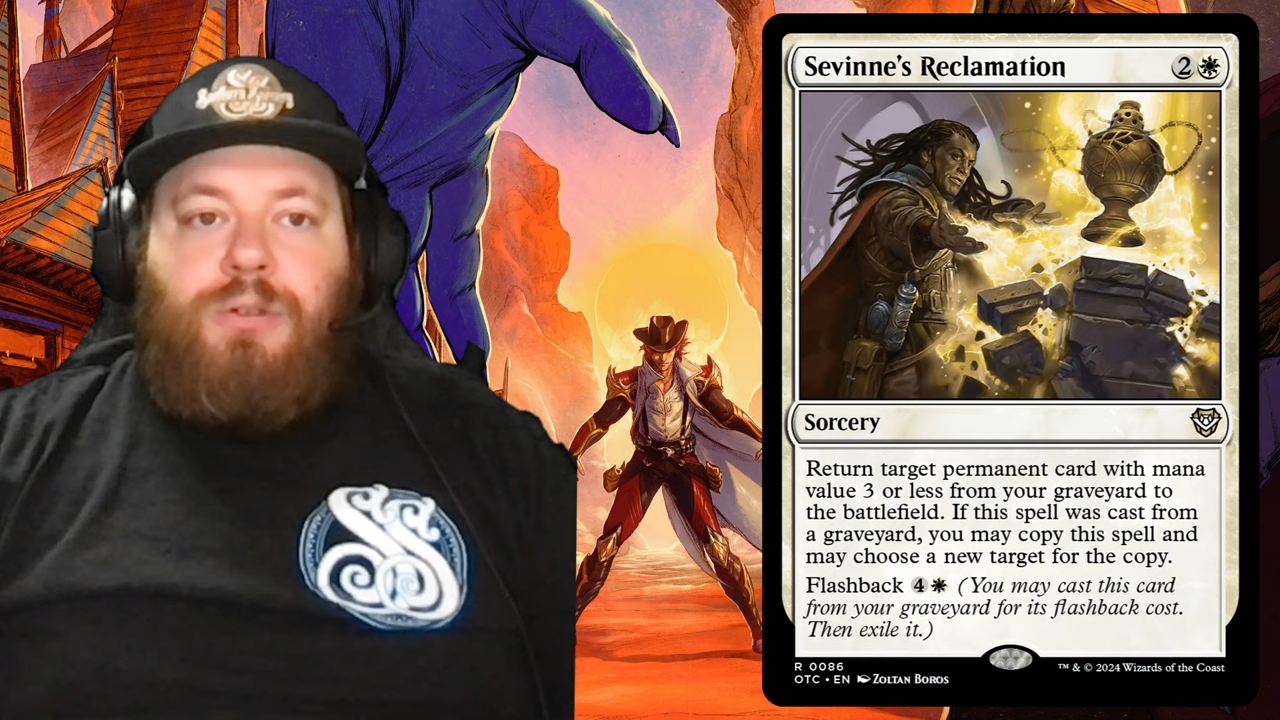 Sevinne's Reclamation 2
Sorcery
Return target permanent card with mana
value 3 or less from your graveyard to
the battlefield. If this spell was cast from
a graveyard, you may copy this spell and
may choose a new target for the copy.
Flashback 4 (You may cast this card
from your graveyard for its flashback cost.
Then exile it.)
R 0086
OTC • EN Zoltan Boros
™ & © 2024 Wizards of the Coast